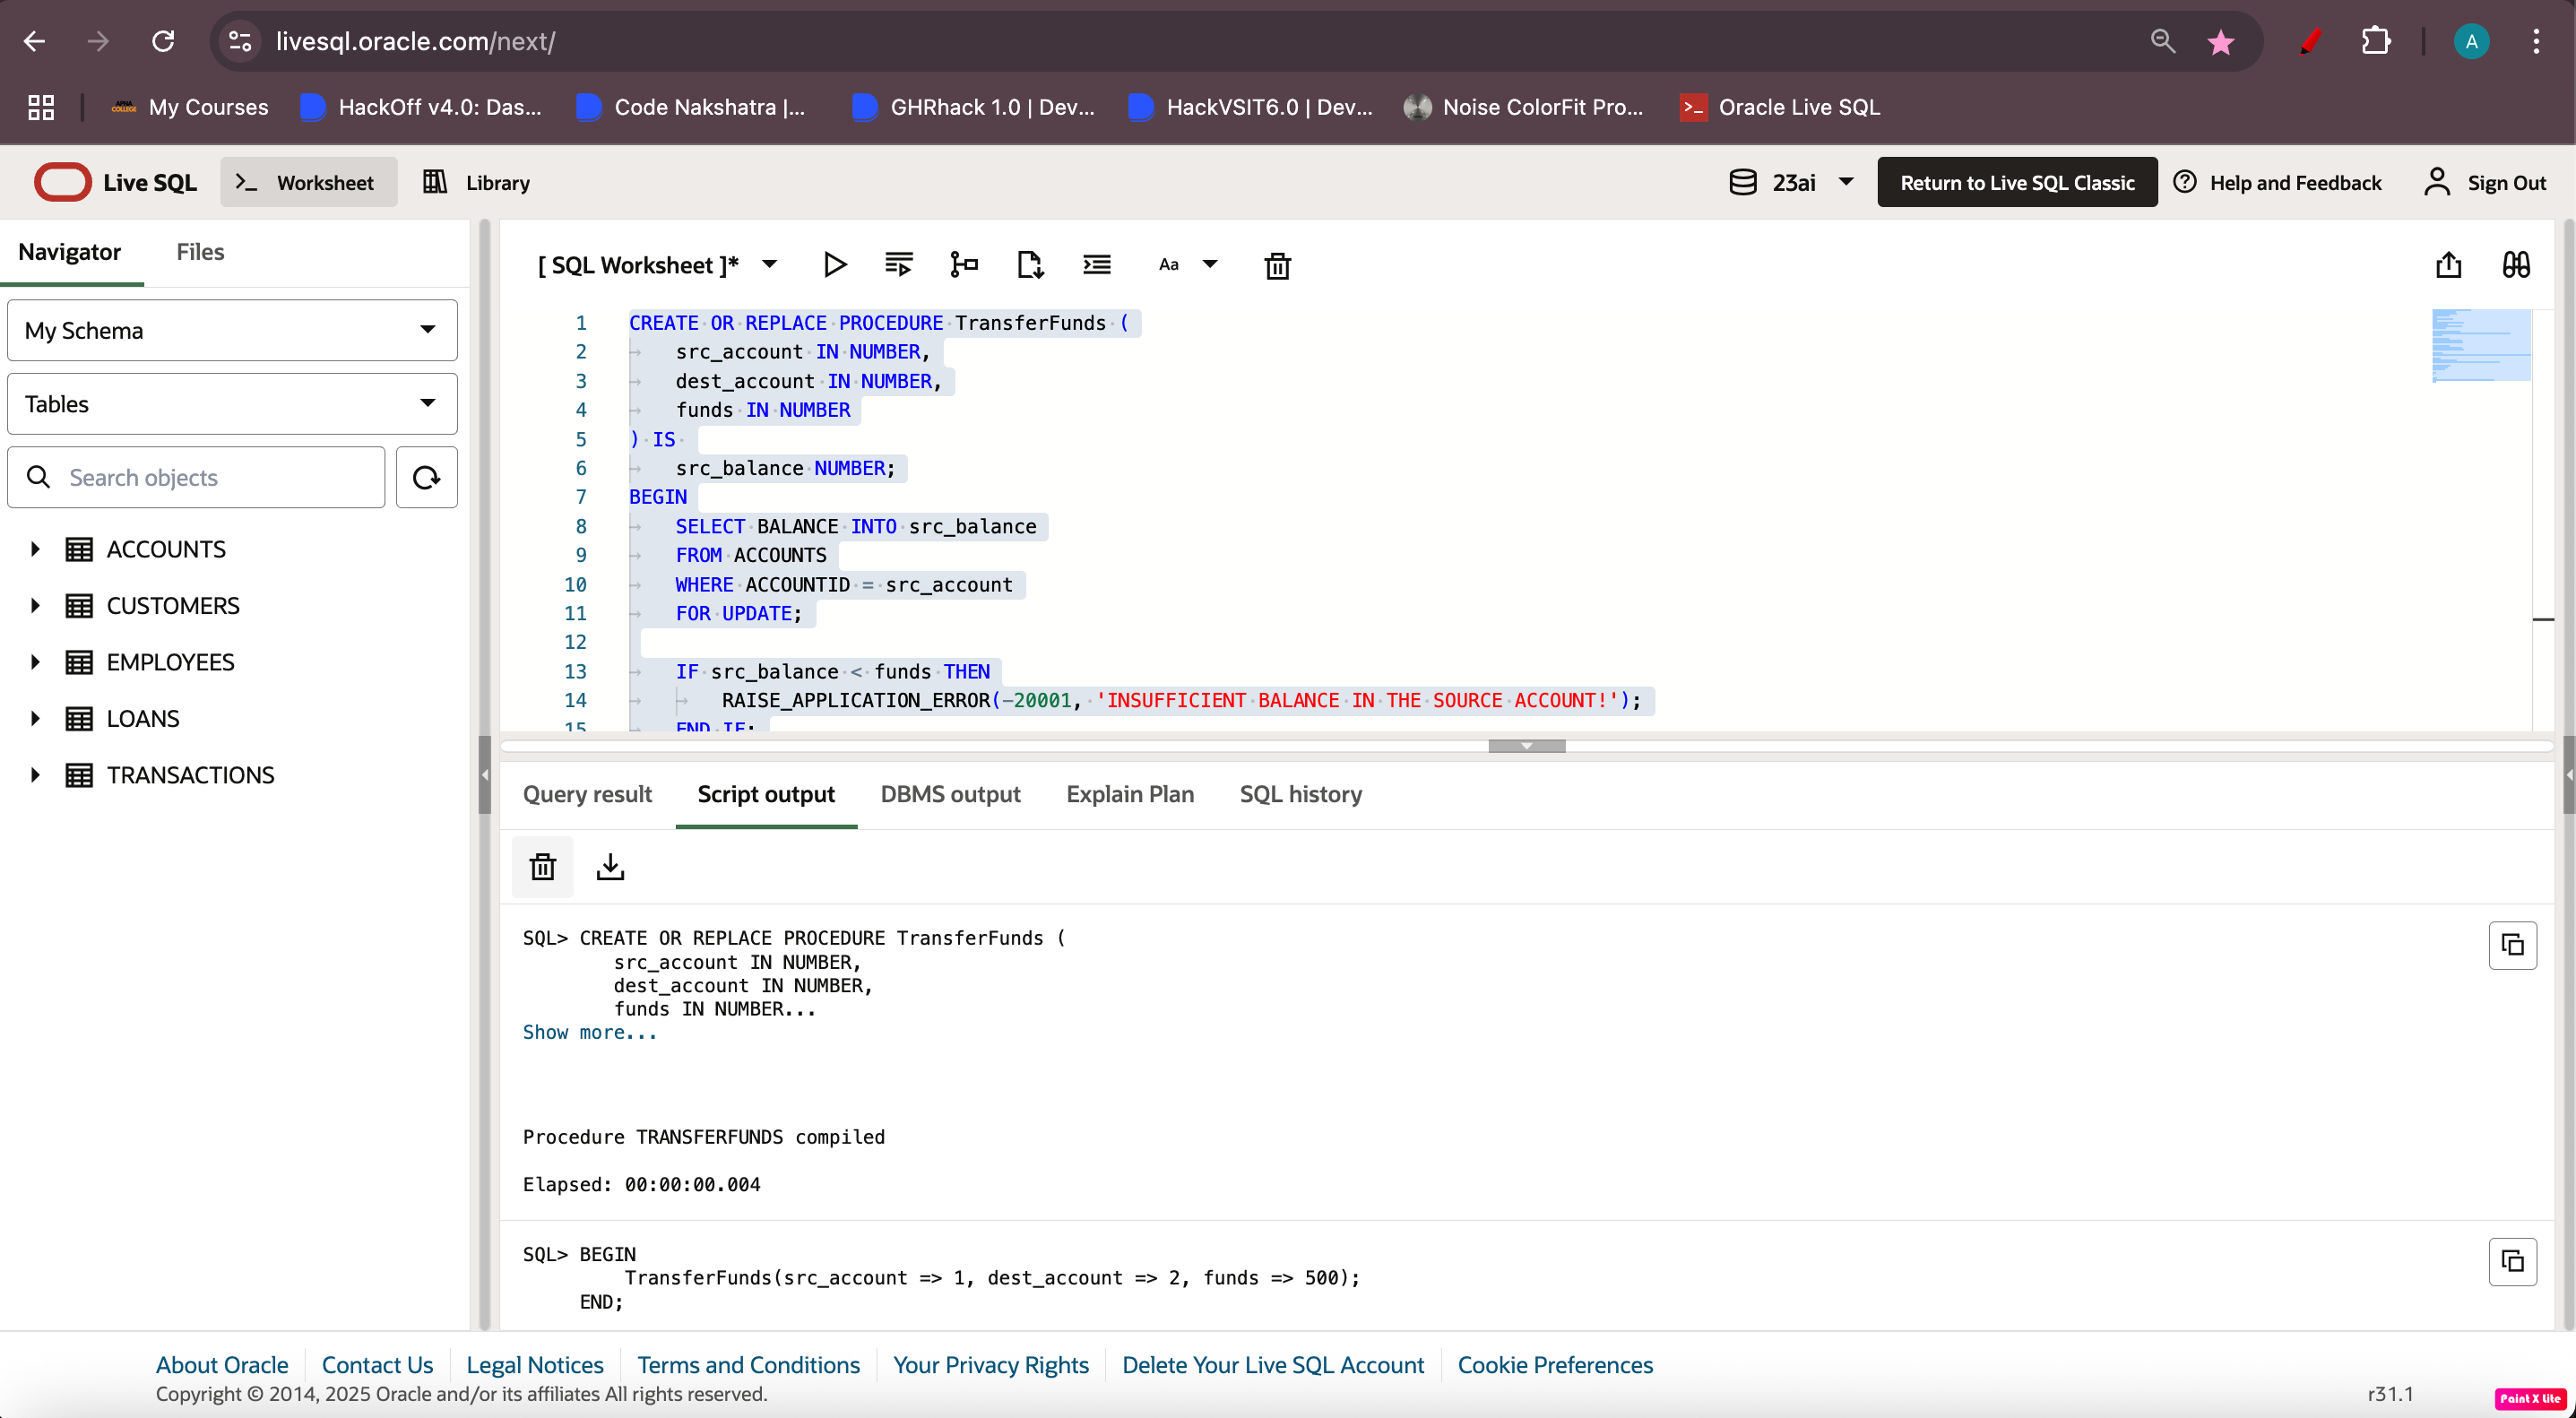 livesql.oracle.com/next/
A
My Courses
HackOff v4.0: Das...
Code Nakshatra |...
GHRhack 1.0 | Dev...
HackVSIT6.0 | Dev...
Noise ColorFit Pro...
Oracle Live SQL
Live SQL
Worksheet
Library
23ai
Return to Live SQL Classic
Help and Feedback
Sign Out
Navigator
Files
My Schema
Tables
Search objects
ACCOUNTS
CUSTOMERS
EMPLOYEES
LOANS
TRANSACTIONS
[ SQL Worksheet ]*
Aa
1 CREATE OR REPLACE PROCEDURE TransferFunds (
2 src_account IN NUMBER,
3 dest_account IN NUMBER,
4 funds IN NUMBER
5 ) IS
6 src_balance NUMBER;
7 BEGIN
8 SELECT BALANCE INTO src_balance
9 FROM ACCOUNTS
10 WHERE ACCOUNTID = src_account
11 FOR UPDATE;
12
13 IF src_balance < funds THEN
14 RAISE_APPLICATION_ERROR(-20001, 'INSUFFICIENT BALANCE IN THE SOURCE ACCOUNT!');
15 END IF;
Query result
Script output
DBMS output
Explain Plan
SQL history
SQL> CREATE OR REPLACE PROCEDURE TransferFunds (
src_account IN NUMBER,
dest_account IN NUMBER,
funds IN NUMBER...
Show more...
Procedure TRANSFERFUNDS compiled
Elapsed: 00:00:00.004
SQL> BEGIN
TransferFunds(src_account => 1, dest_account => 2, funds => 500);
END;
About Oracle
Contact Us
Legal Notices
Terms and Conditions
Your Privacy Rights
Delete Your Live SQL Account
Cookie Preferences
Copyright © 2014, 2025 Oracle and/or its affiliates All rights reserved.
r31.1
Paint X lite